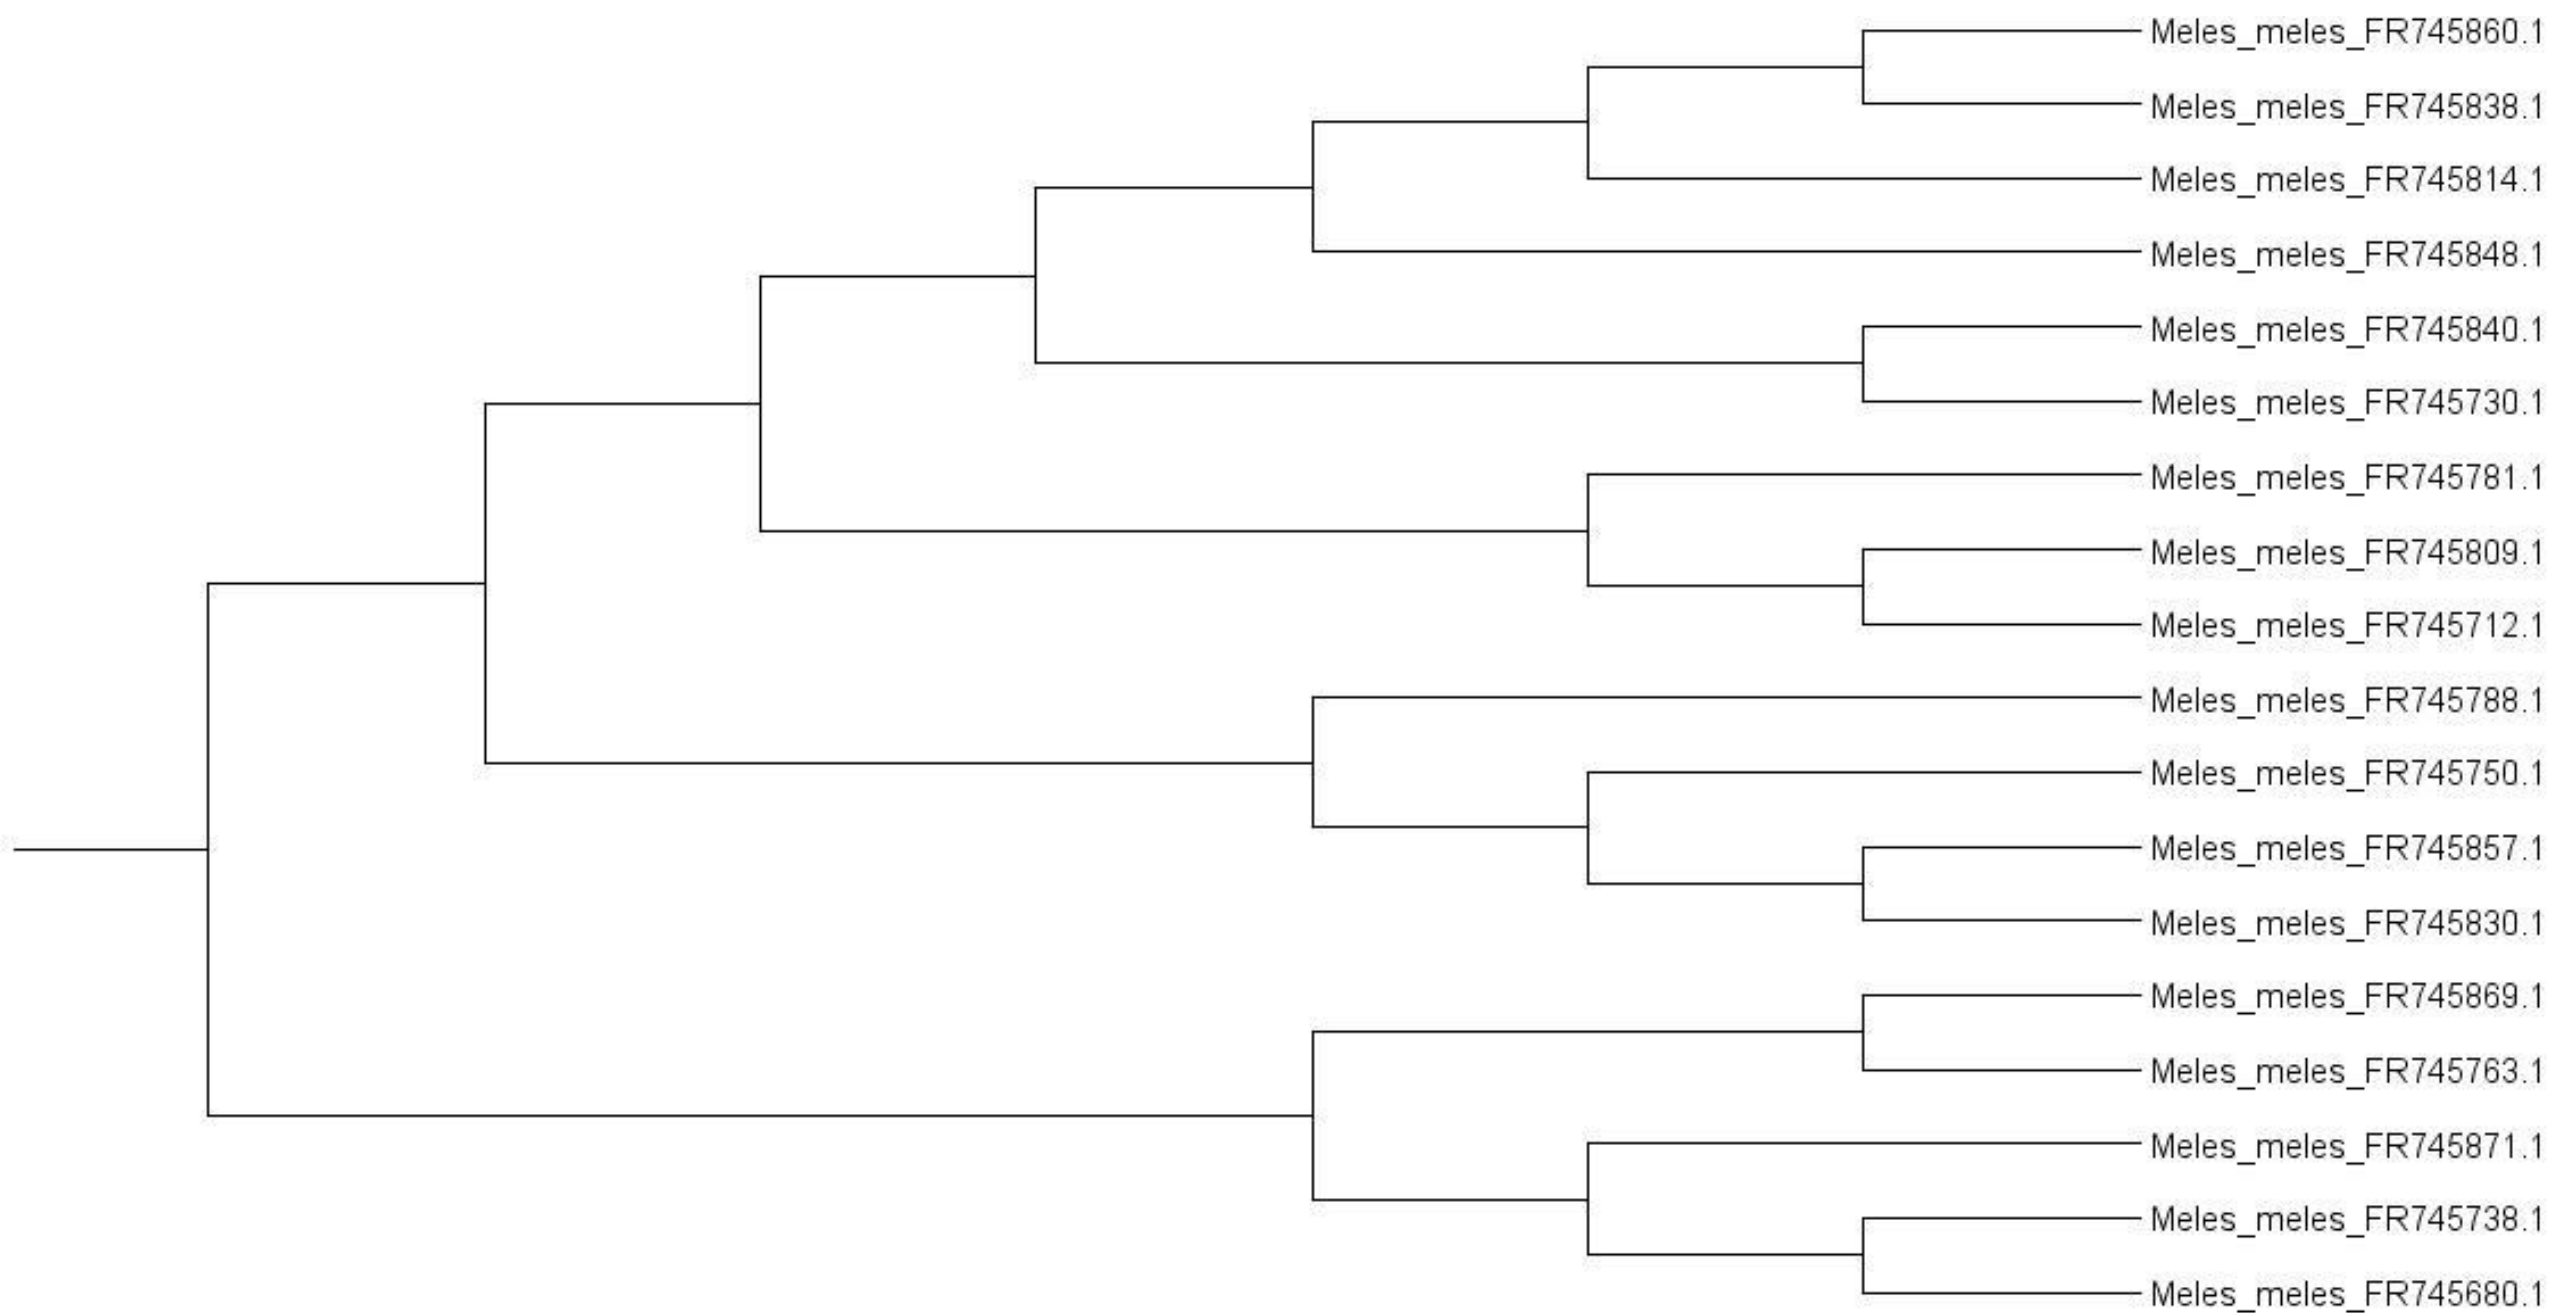 Meles_meles_FR745860.1
Meles_meles_FR745838.1
Meles_meles_FR745814.1
Meles_meles_FR745848.1
Meles_meles_FR745840.1
Meles_meles_FR745730.1
Meles_meles_FR745781.1
Meles_meles_FR745809.1
Meles_meles_FR745712.1
Meles_meles_FR745788.1
Meles_meles_FR745750.1
Meles_meles_FR745857.1
Meles_meles_FR745830.1
Meles_meles_FR745869.1
Meles_meles_FR745763.1
Meles_meles_FR745871.1
Meles_meles_FR745738.1
Meles_meles_FR745680.1